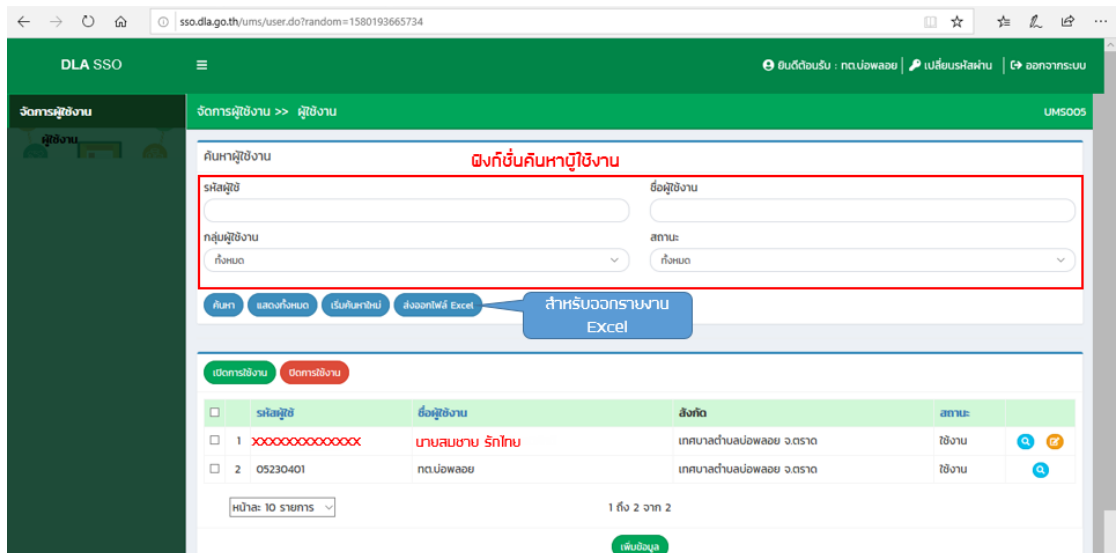 sso.dla.go.th/ums/user.do?random=1580193665734
DLA SSO
ยินดีต้อนรับ : ทต.บ่อพลอย | เปลี่ยนรหัสผ่าน | ออกจากระบบ
จัดการผู้ใช้งาน
จัดการผู้ใช้งาน >> ผู้ใช้งาน
UMS005
ผู้ใช้งาน
ค้นหาผู้ใช้งาน
ฟังก์ชั่นค้นหาผู้ใช้งาน
รหัสผู้ใช้
ชื่อผู้ใช้งาน
กลุ่มผู้ใช้งาน
สถานะ
ทั้งหมด
ทั้งหมด
ค้นหา
แสดงทั้งหมด
เริ่มค้นหาใหม่
ส่งออกไฟล์ Excel
สำหรับออกรายงาน
Excel
เปิดการใช้งาน
ปิดการใช้งาน
รหัสผู้ใช้ ชื่อผู้ใช้งาน สังกัด สถานะ
1 XXXXXXXXXXXXX นายสมชาย รักไทย เทศบาลตำบลบ่อพลอย จ.ตราด ใช้งาน
2 05230401 ทต.บ่อพลอย เทศบาลตำบลบ่อพลอย จ.ตราด ใช้งาน
หน้าละ 10 รายการ
1 ถึง 2 จาก 2
เพิ่มข้อมูล